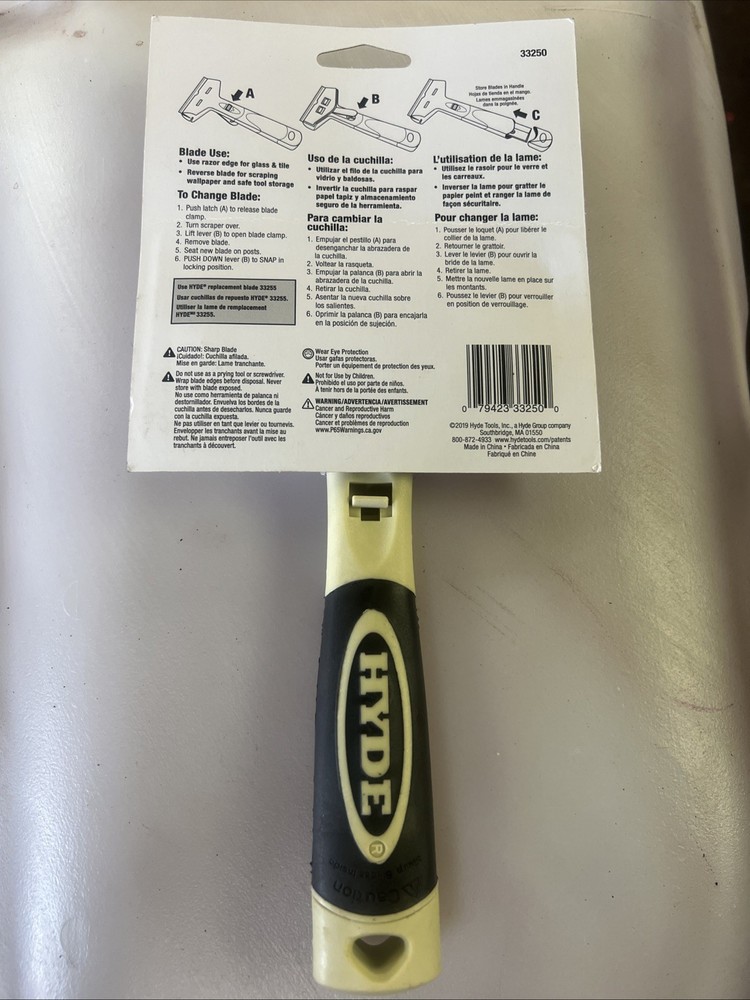 33250
A
B
Store Blades in Handle
Hojas de tienda en el mango.
Lames emmagasinées
dans la poignée.
C
Blade Use:
• Use razor edge for glass & tile
• Reverse blade for scraping
wallpaper and safe tool storage
To Change Blade:
1. Push latch (A) to release blade
clamp.
2. Turn scraper over.
3. Lift lever (B) to open blade clamp.
4. Remove blade.
5. Seat new blade on posts.
6. PUSH DOWN lever (B) to SNAP in
locking position.
Use HYDE® replacement blade 33255
Usar cuchillas de repuesto HYDE® 33255.
Utiliser la lame de remplacement
HYDE MD 33255.
Uso de la cuchilla:
• Utilizar el filo de la cuchilla para
vidrio y baldosas.
• Invertir la cuchilla para raspar
papel tapiz y almacenamiento
seguro de la herramienta.
Para cambiar la
cuchilla:
1. Empujar el pestillo (A) para
desenganchar la abrazadera de
la cuchilla.
2. Voltear la rasqueta.
3. Empujar la palanca (B) para abrir la
abrazadera de la cuchilla.
4. Retirar la cuchilla.
5. Asentar la nueva cuchilla sobre
los salientes.
6. Oprimir la palanca (B) para encajarla
en la posición de sujeción.
L'utilisation de la lame:
• Utilisez le rasoir pour le verre et
les carreaux.
• Inverser la lame pour gratter le
papier peint et ranger la lame de
façon sécuritaire.
Pour changer la lame:
1. Pousser le loquet (A) pour libérer le
collier de la lame.
2. Retourner le grattoir.
3. Lever le levier (B) pour ouvrir la
bride de la lame.
4. Retirer la lame.
5. Mettre la nouvelle lame en place sur
les montants.
6. Poussez le levier (B) pour verrouiller
en position de verrouillage.
CAUTION: Sharp Blade
¡Cuidado!: Cuchilla afilada.
Mise en garde: Lame tranchante.
Do not use as a prying tool or screwdriver.
Wrap blade edges before disposal. Never
store with blade exposed.
No use como herramienta de palanca ni
destornillador. Envuelva los bordes de la
cuchilla antes de desecharlos. Nunca guarde
con la cuchilla expuesta.
Ne pas utiliser en tant que levier ou tournevis.
Envelopper les tranchants avant la mise au
rebut. Ne jamais entreposer l'outil avec les
tranchants à découvert.
Wear Eye Protection
Usar gafas protectoras.
Porter un équipement de protection des yeux.
Not for Use by Children.
Prohibido el uso por parte de niños.
A tenir hors de la portée des enfants.
WARNING/ADVERTENCIA/AVERTISSEMENT
Cancer and Reproductive Harm
Cáncer y daños reproductivos
Cancer et problèmes de reproduction
www.P65Warnings.ca.gov
0 79423 33250 0
©2019 Hyde Tools, Inc., a Hyde Group company
Southbridge, MA 01550
800-872-4933 www.hydetools.com/patents
Made in China • Fabricada en China
Fabriqué en Chine
HYDE®
Caution